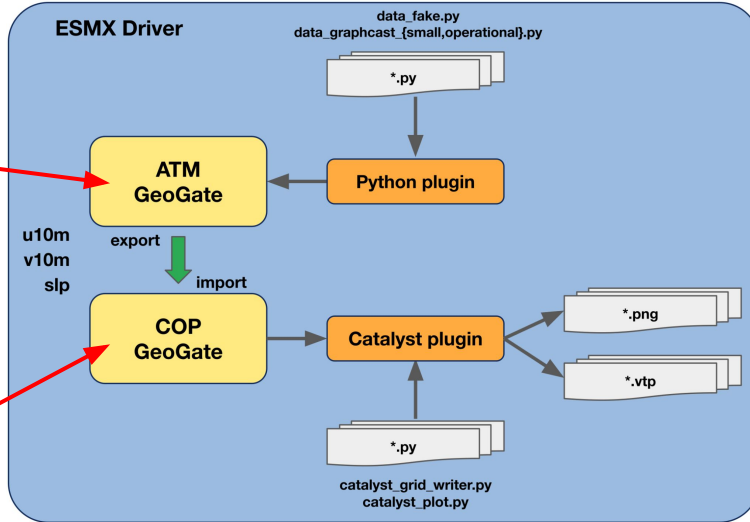 ESMX Driver
data_fake.py
data_graphcast_{small,operational}.py
*.py
ATM
GeoGate
Python plugin
u10m
v10m
slp
export
import
COP
GeoGate
Catalyst plugin
*.png
*.vtp
*.py
catalyst_grid_writer.py
catalyst_plot.py